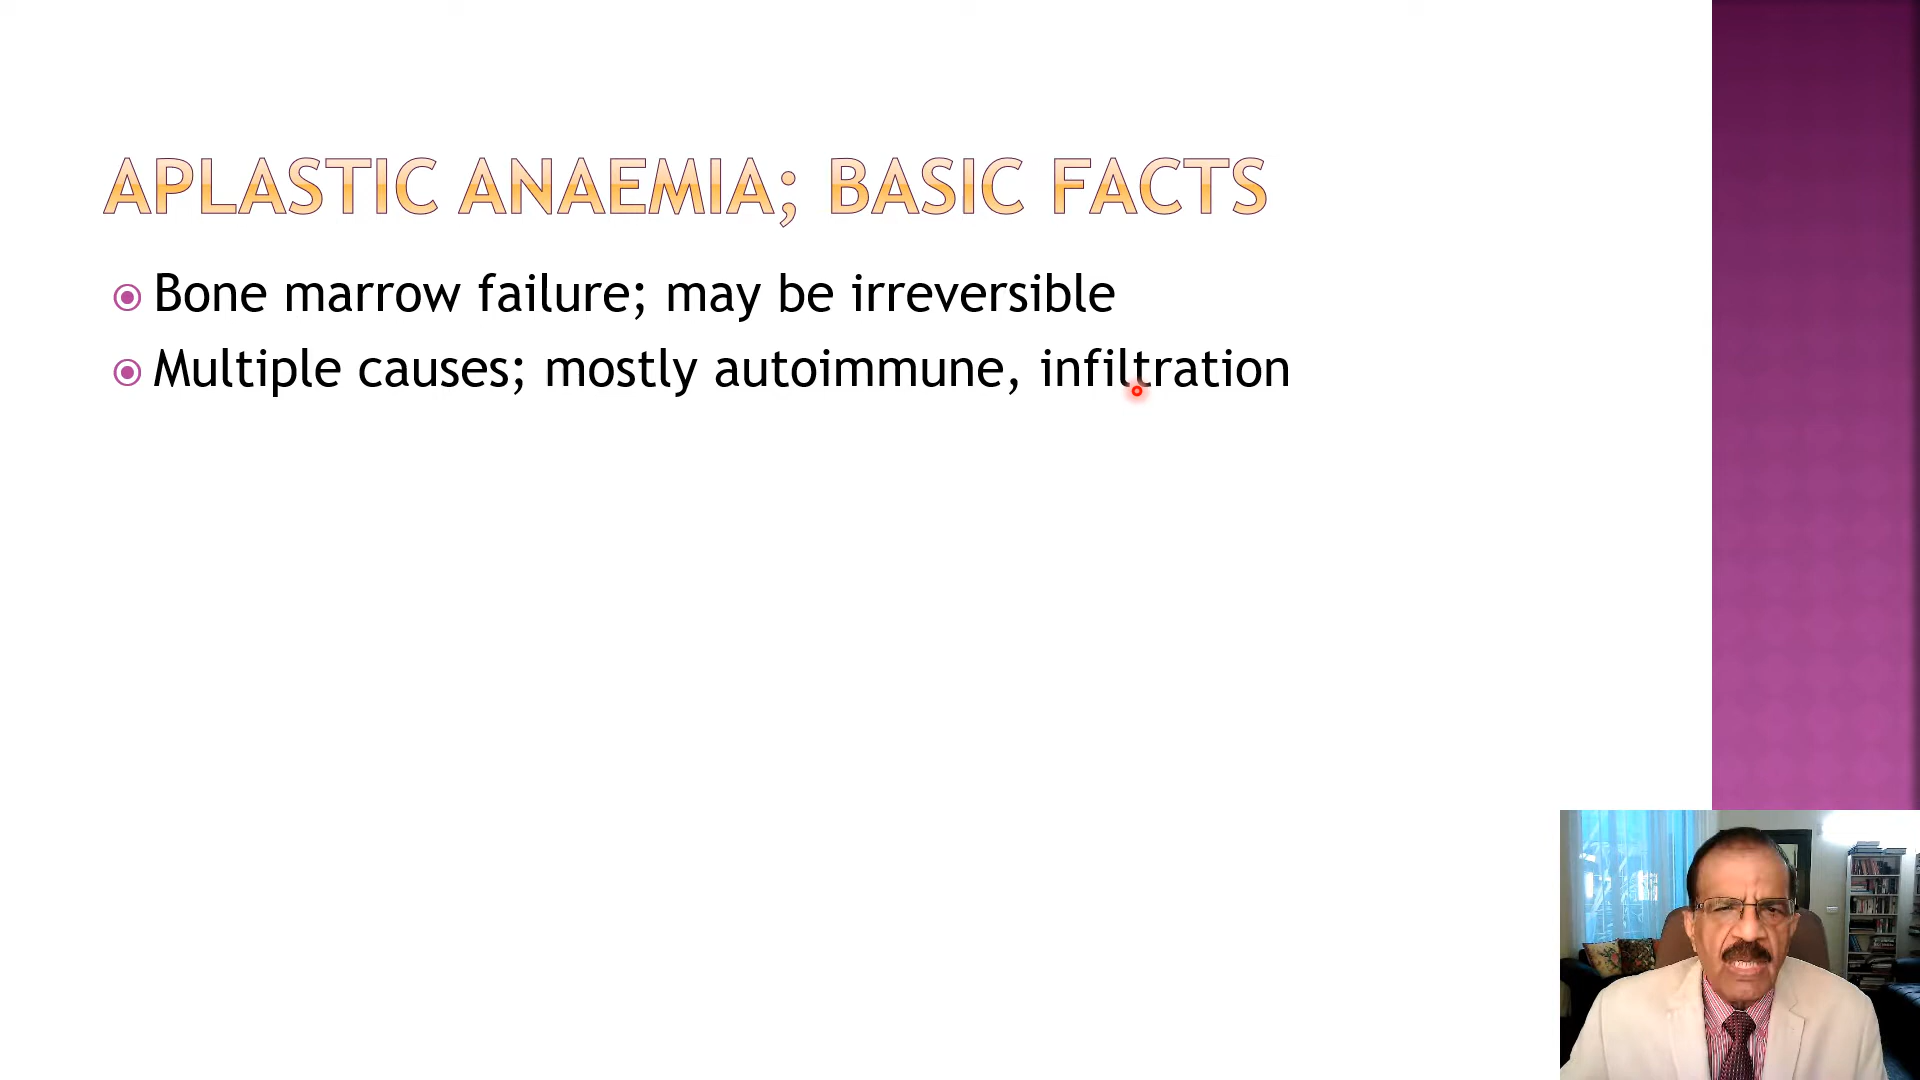 APLASTIC ANAEMIA; BASIC FACTS
Bone marrow failure; may be irreversible
Multiple causes; mostly autoimmune, infiltration